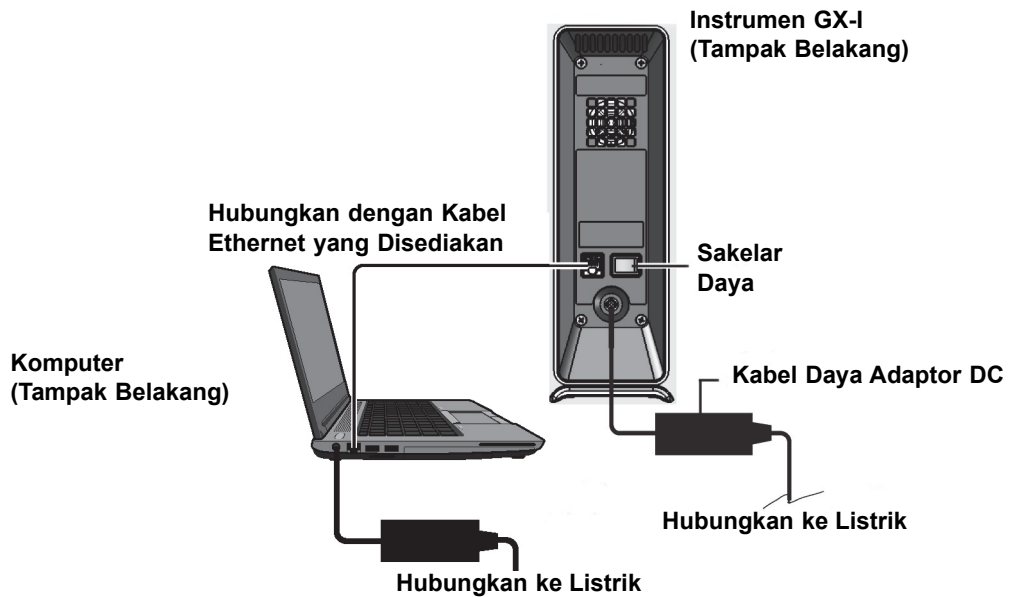 Instrumen GX-I
(Tampak Belakang)
Hubungkan dengan Kabel
Ethernet yang Disediakan
Sakelar
Daya
Komputer
(Tampak Belakang)
Kabel Daya Adaptor DC
Hubungkan ke Listrik
Hubungkan ke Listrik